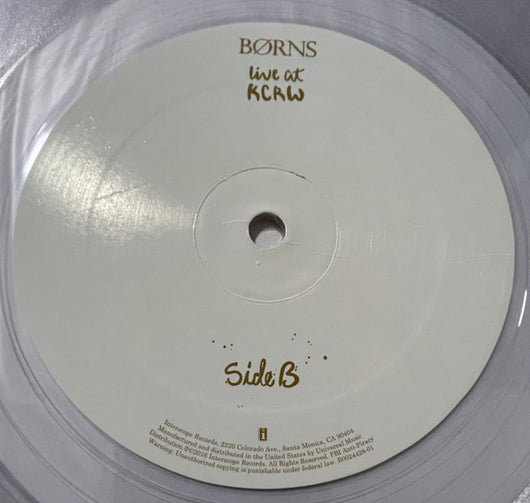 BØRNS
live at
KCRW
Side B
i
Interscope Records, 2220 Colorado Ave., Santa Monica, CA 90404.
Manufactured and distributed in the United States by Universal Music
Distribution ℗©2016 Interscope Records. All Rights Reserved. FBI Anti-Piracy
Warning: Unauthorized copying is punishable under federal law. B0024428-01